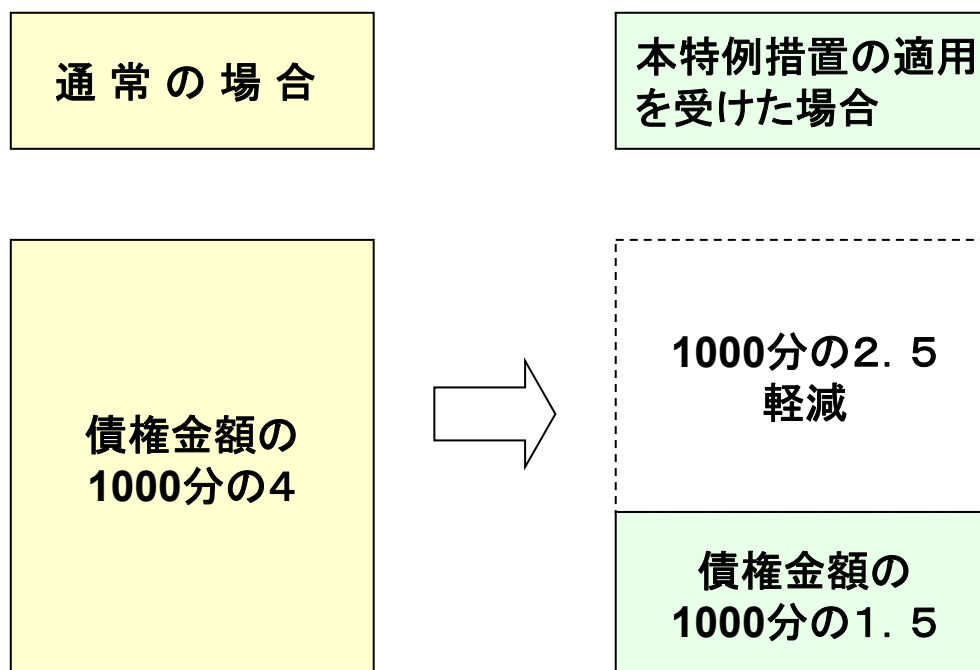 通常の場合
本特例措置の適用
を受けた場合
債権金額の
1000分の４
1000分の２．５
軽減
債権金額の
1000分の１．５